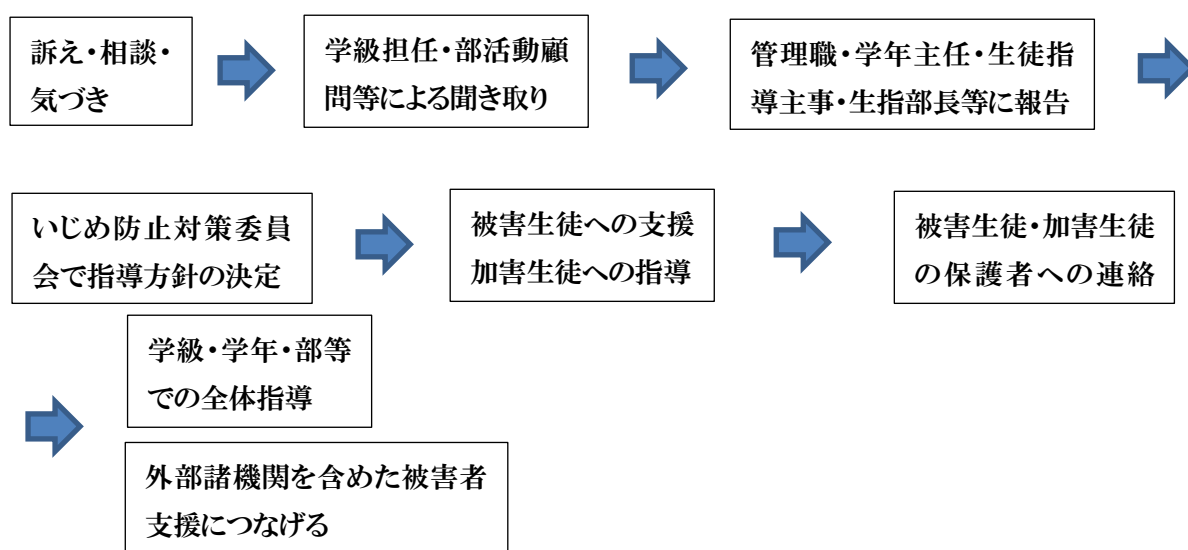 訴え・相談・
気づき
学級担任・部活動顧
問等による聞き取り
管理職・学年主任・生徒指
導主事・生指部長等に報告
いじめ防止対策委員
会で指導方針の決定
被害生徒への支援
加害生徒への指導
被害生徒・加害生徒
の保護者への連絡
学級・学年・部等
での全体指導
外部諸機関を含めた被害者
支援につなげる